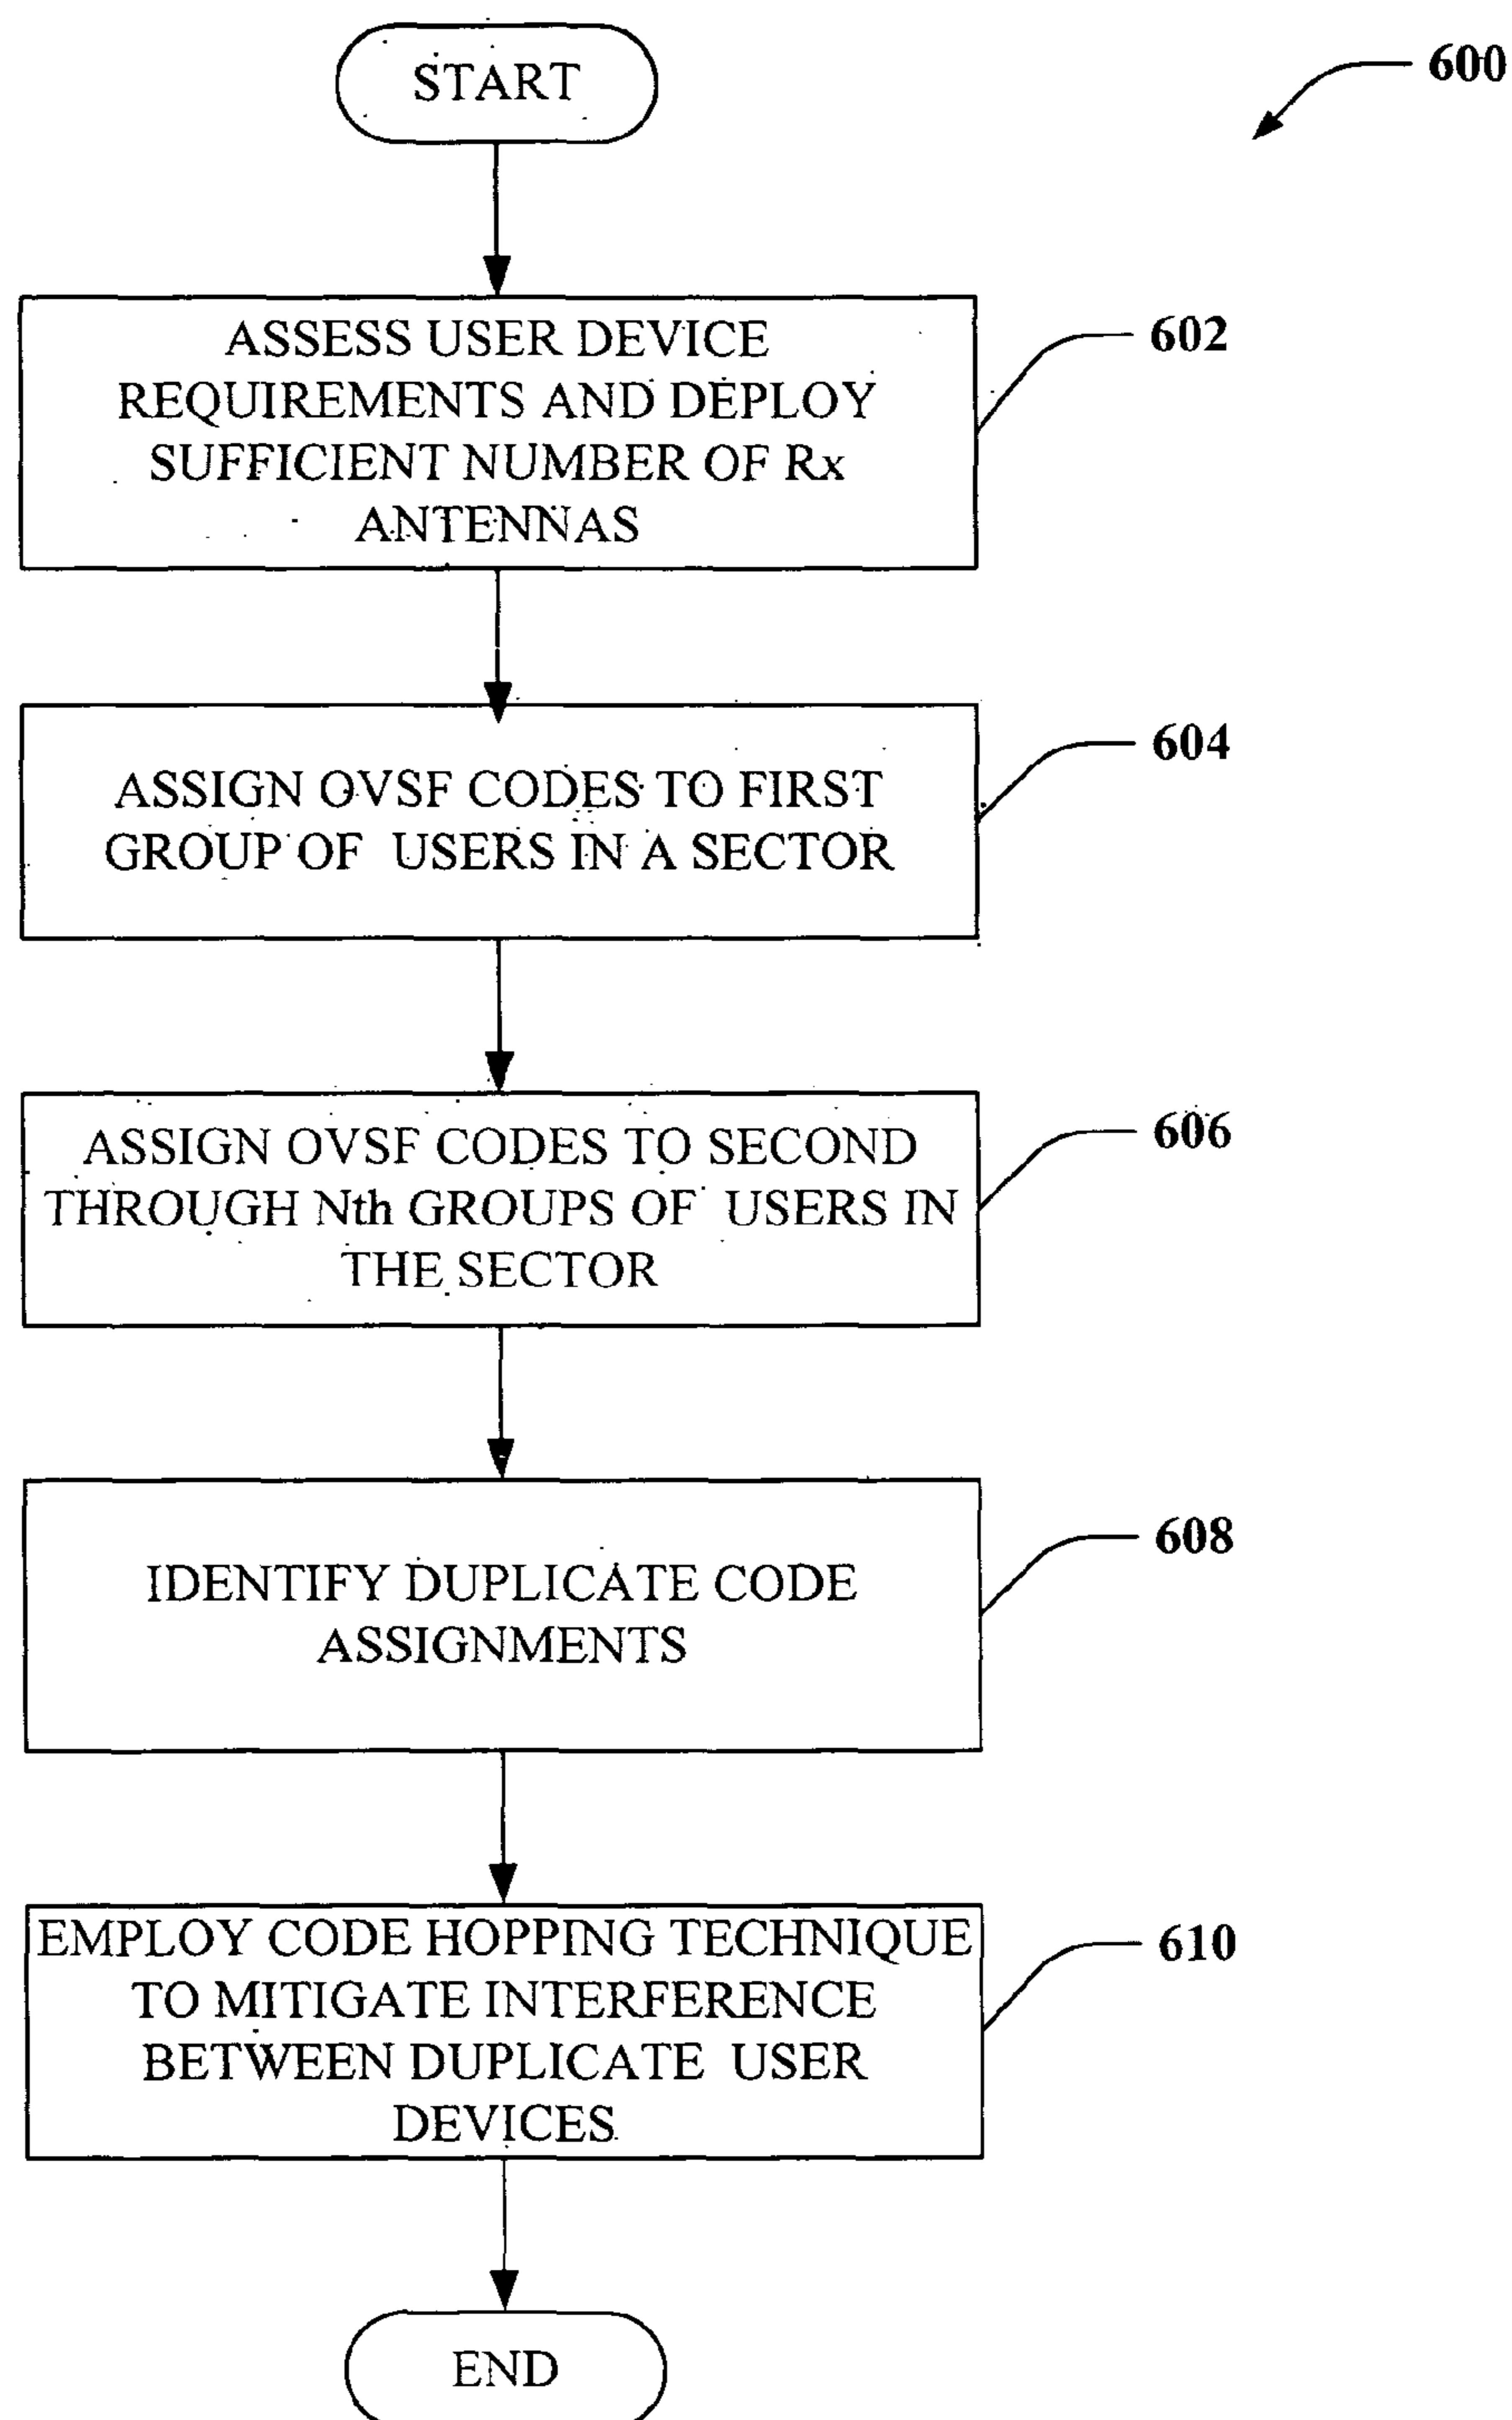 START
600
ASSESS USER DEVICE
REQUIREMENTS AND DEPLOY
SUFFICIENT NUMBER OF Rx
ANTENNAS
602
ASSIGN OVSF CODES TO FIRST
GROUP OF USERS IN A SECTOR
604
ASSIGN OVSF CODES TO SECOND
THROUGH Nth GROUPS OF USERS IN
THE SECTOR
606
IDENTIFY DUPLICATE CODE
ASSIGNMENTS
608
EMPLOY CODE HOPPING TECHNIQUE
TO MITIGATE INTERFERENCE
BETWEEN DUPLICATE USER
DEVICES
610
END